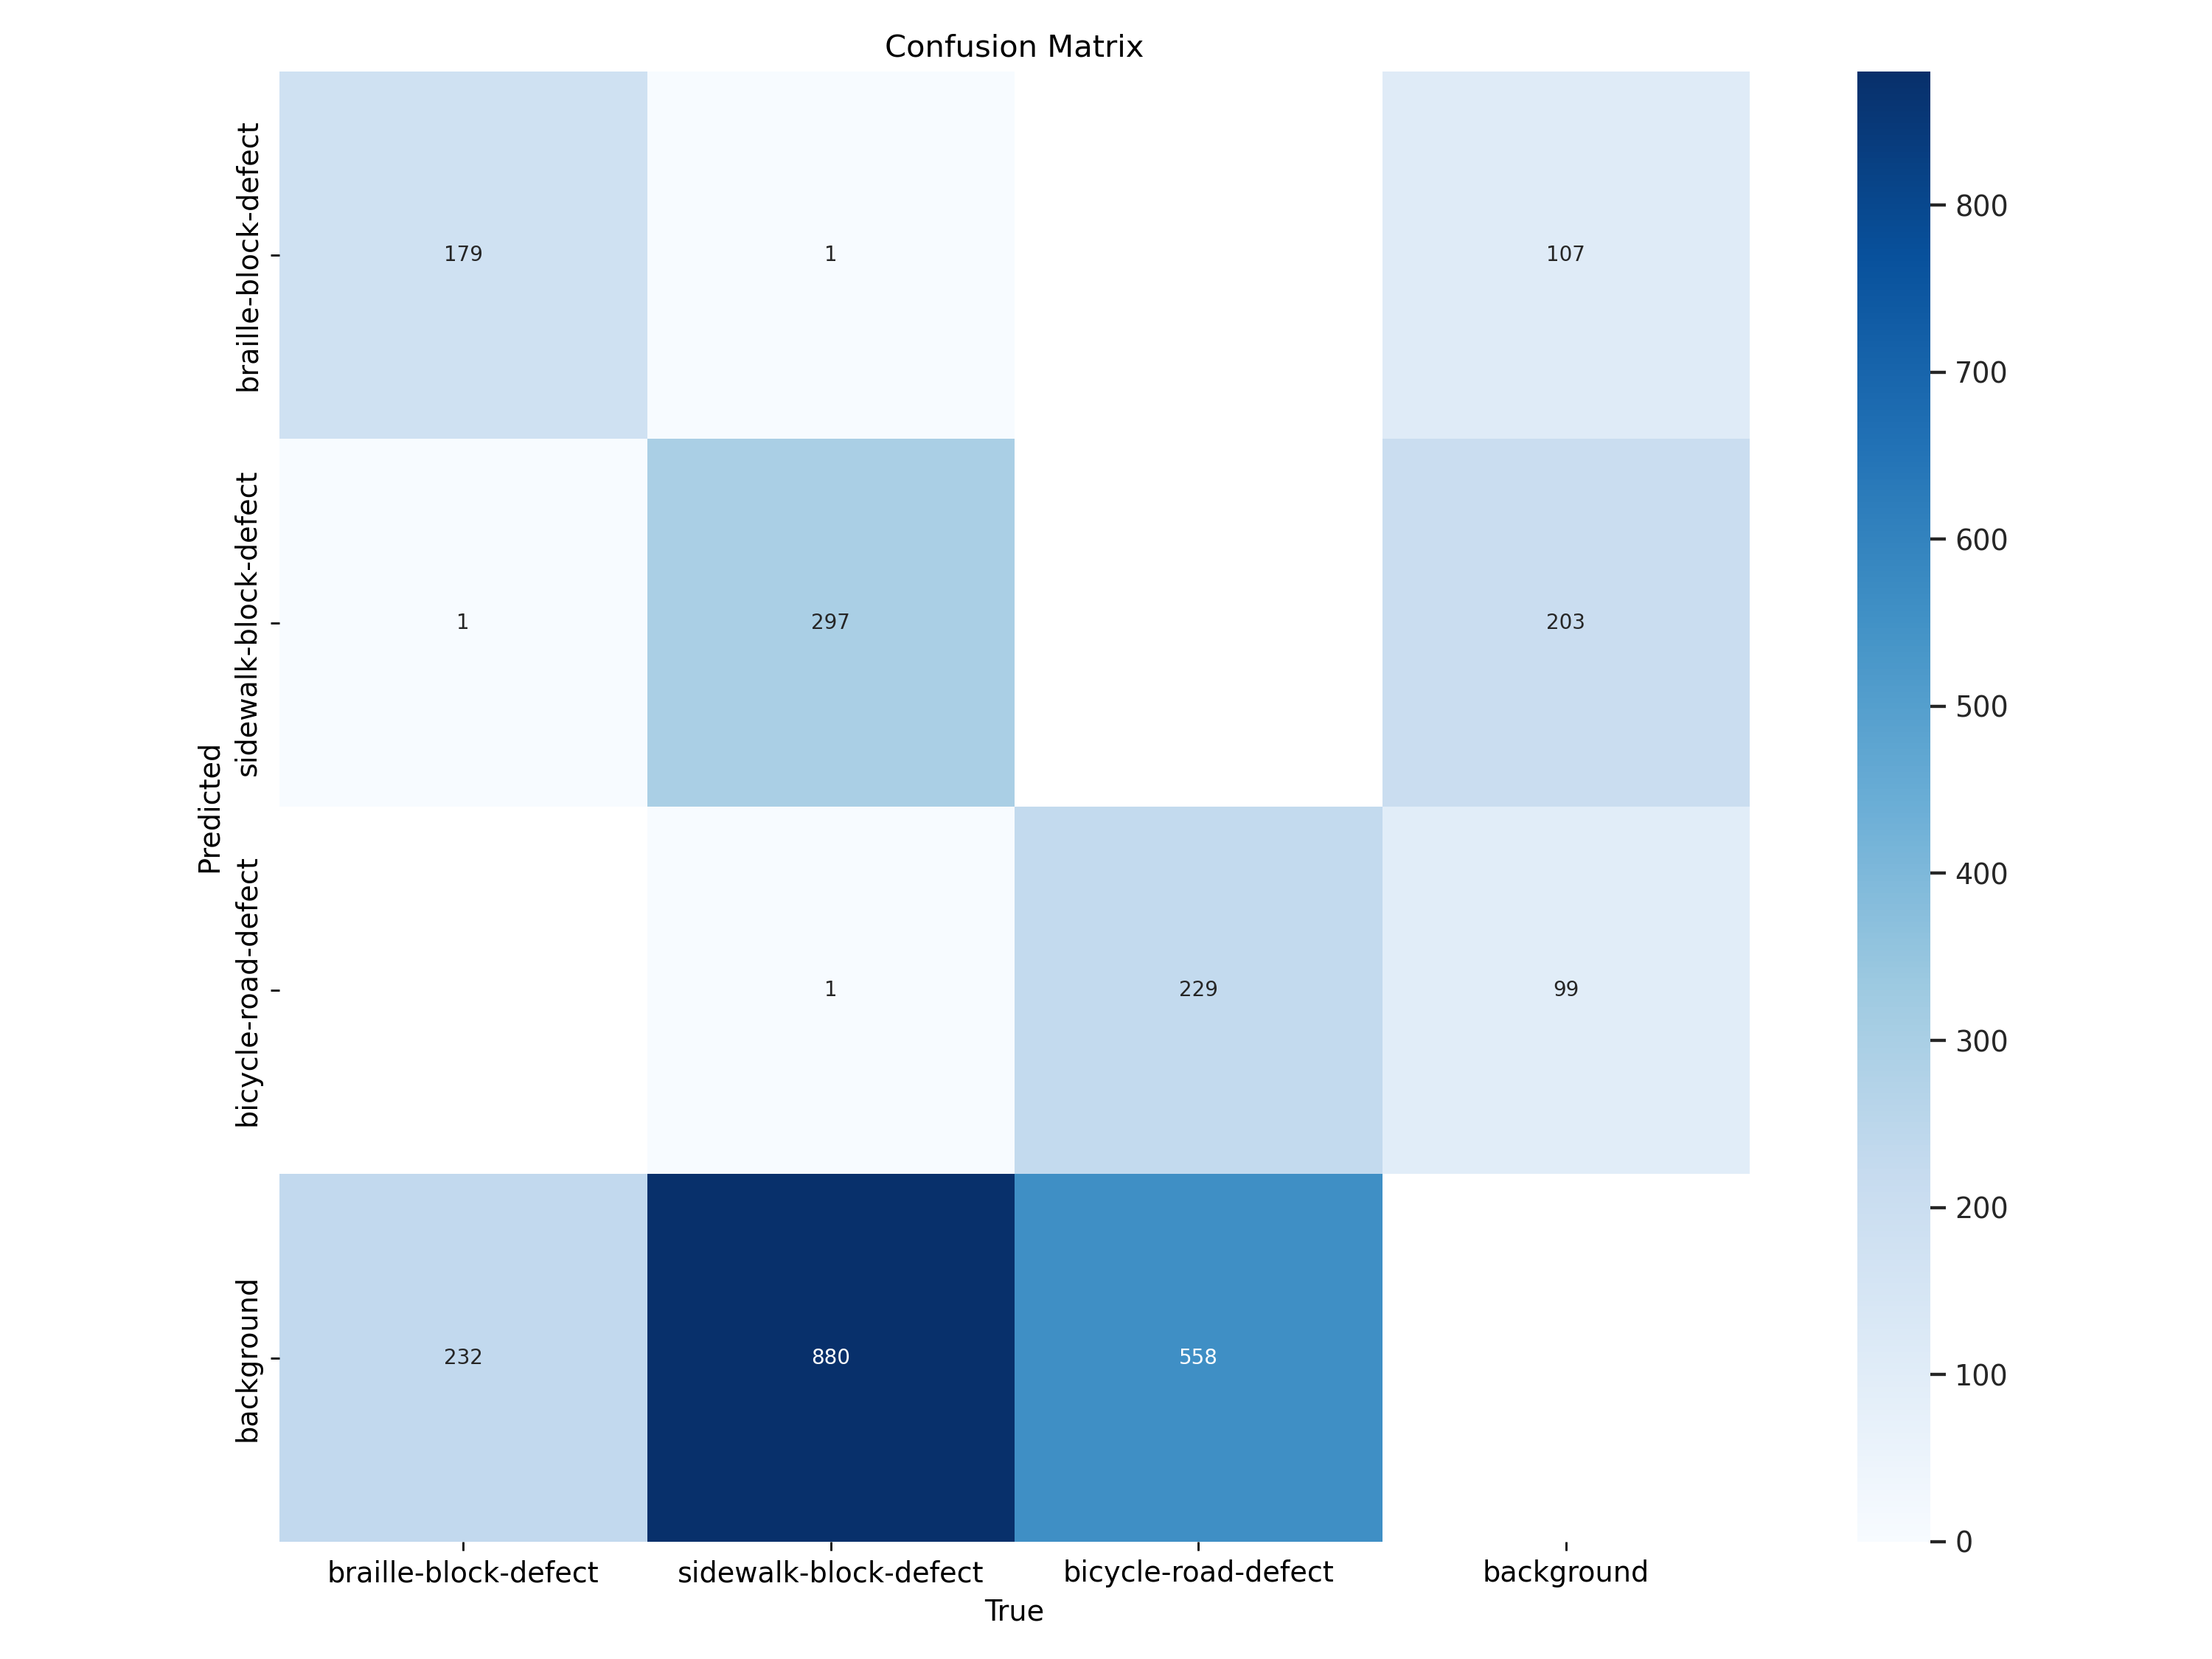 Confusion Matrix
Predicted
braille-block-defect
179
1
107
sidewalk-block-defect
1
297
203
bicycle-road-defect
1
229
99
background
232
880
558
braille-block-defect
sidewalk-block-defect
bicycle-road-defect
background
True
800
700
600
500
400
300
200
100
0